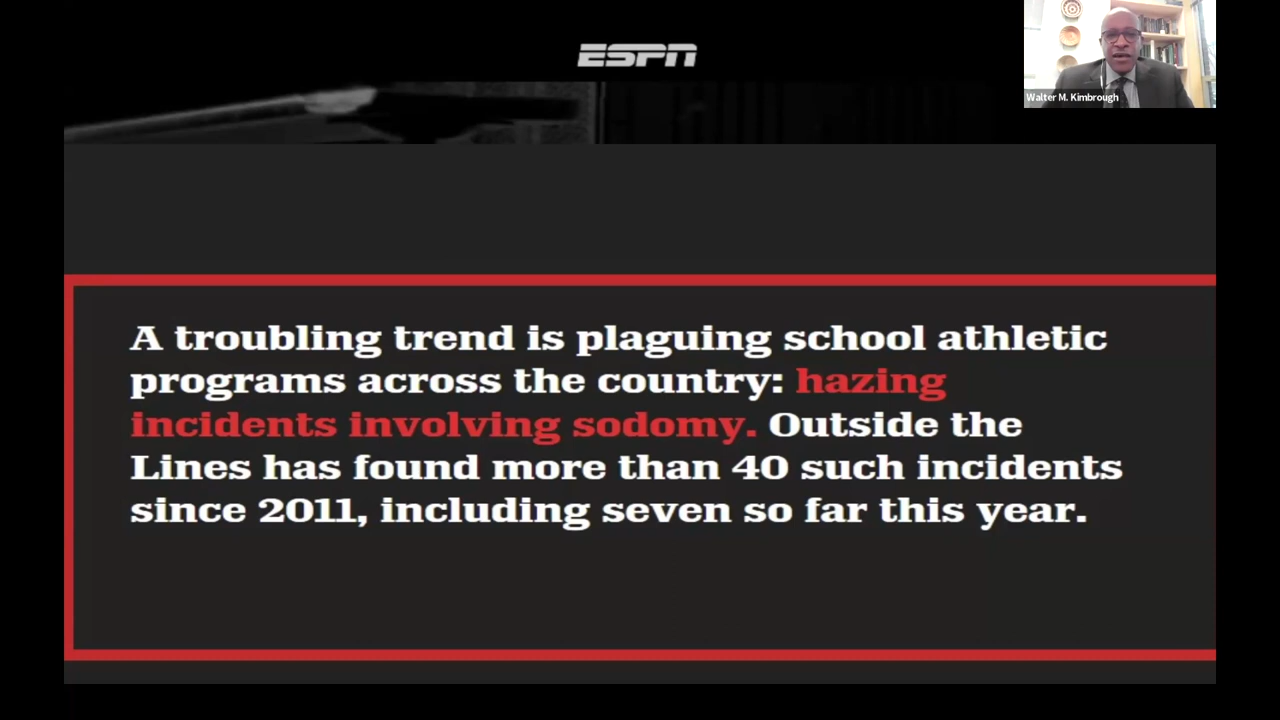 ESPN
Walter M. Kimbrough
A troubling trend is plaguing school athletic
programs across the country: hazing
incidents involving sodomy. Outside the
Lines has found more than 40 such incidents
since 2011, including seven so far this year.